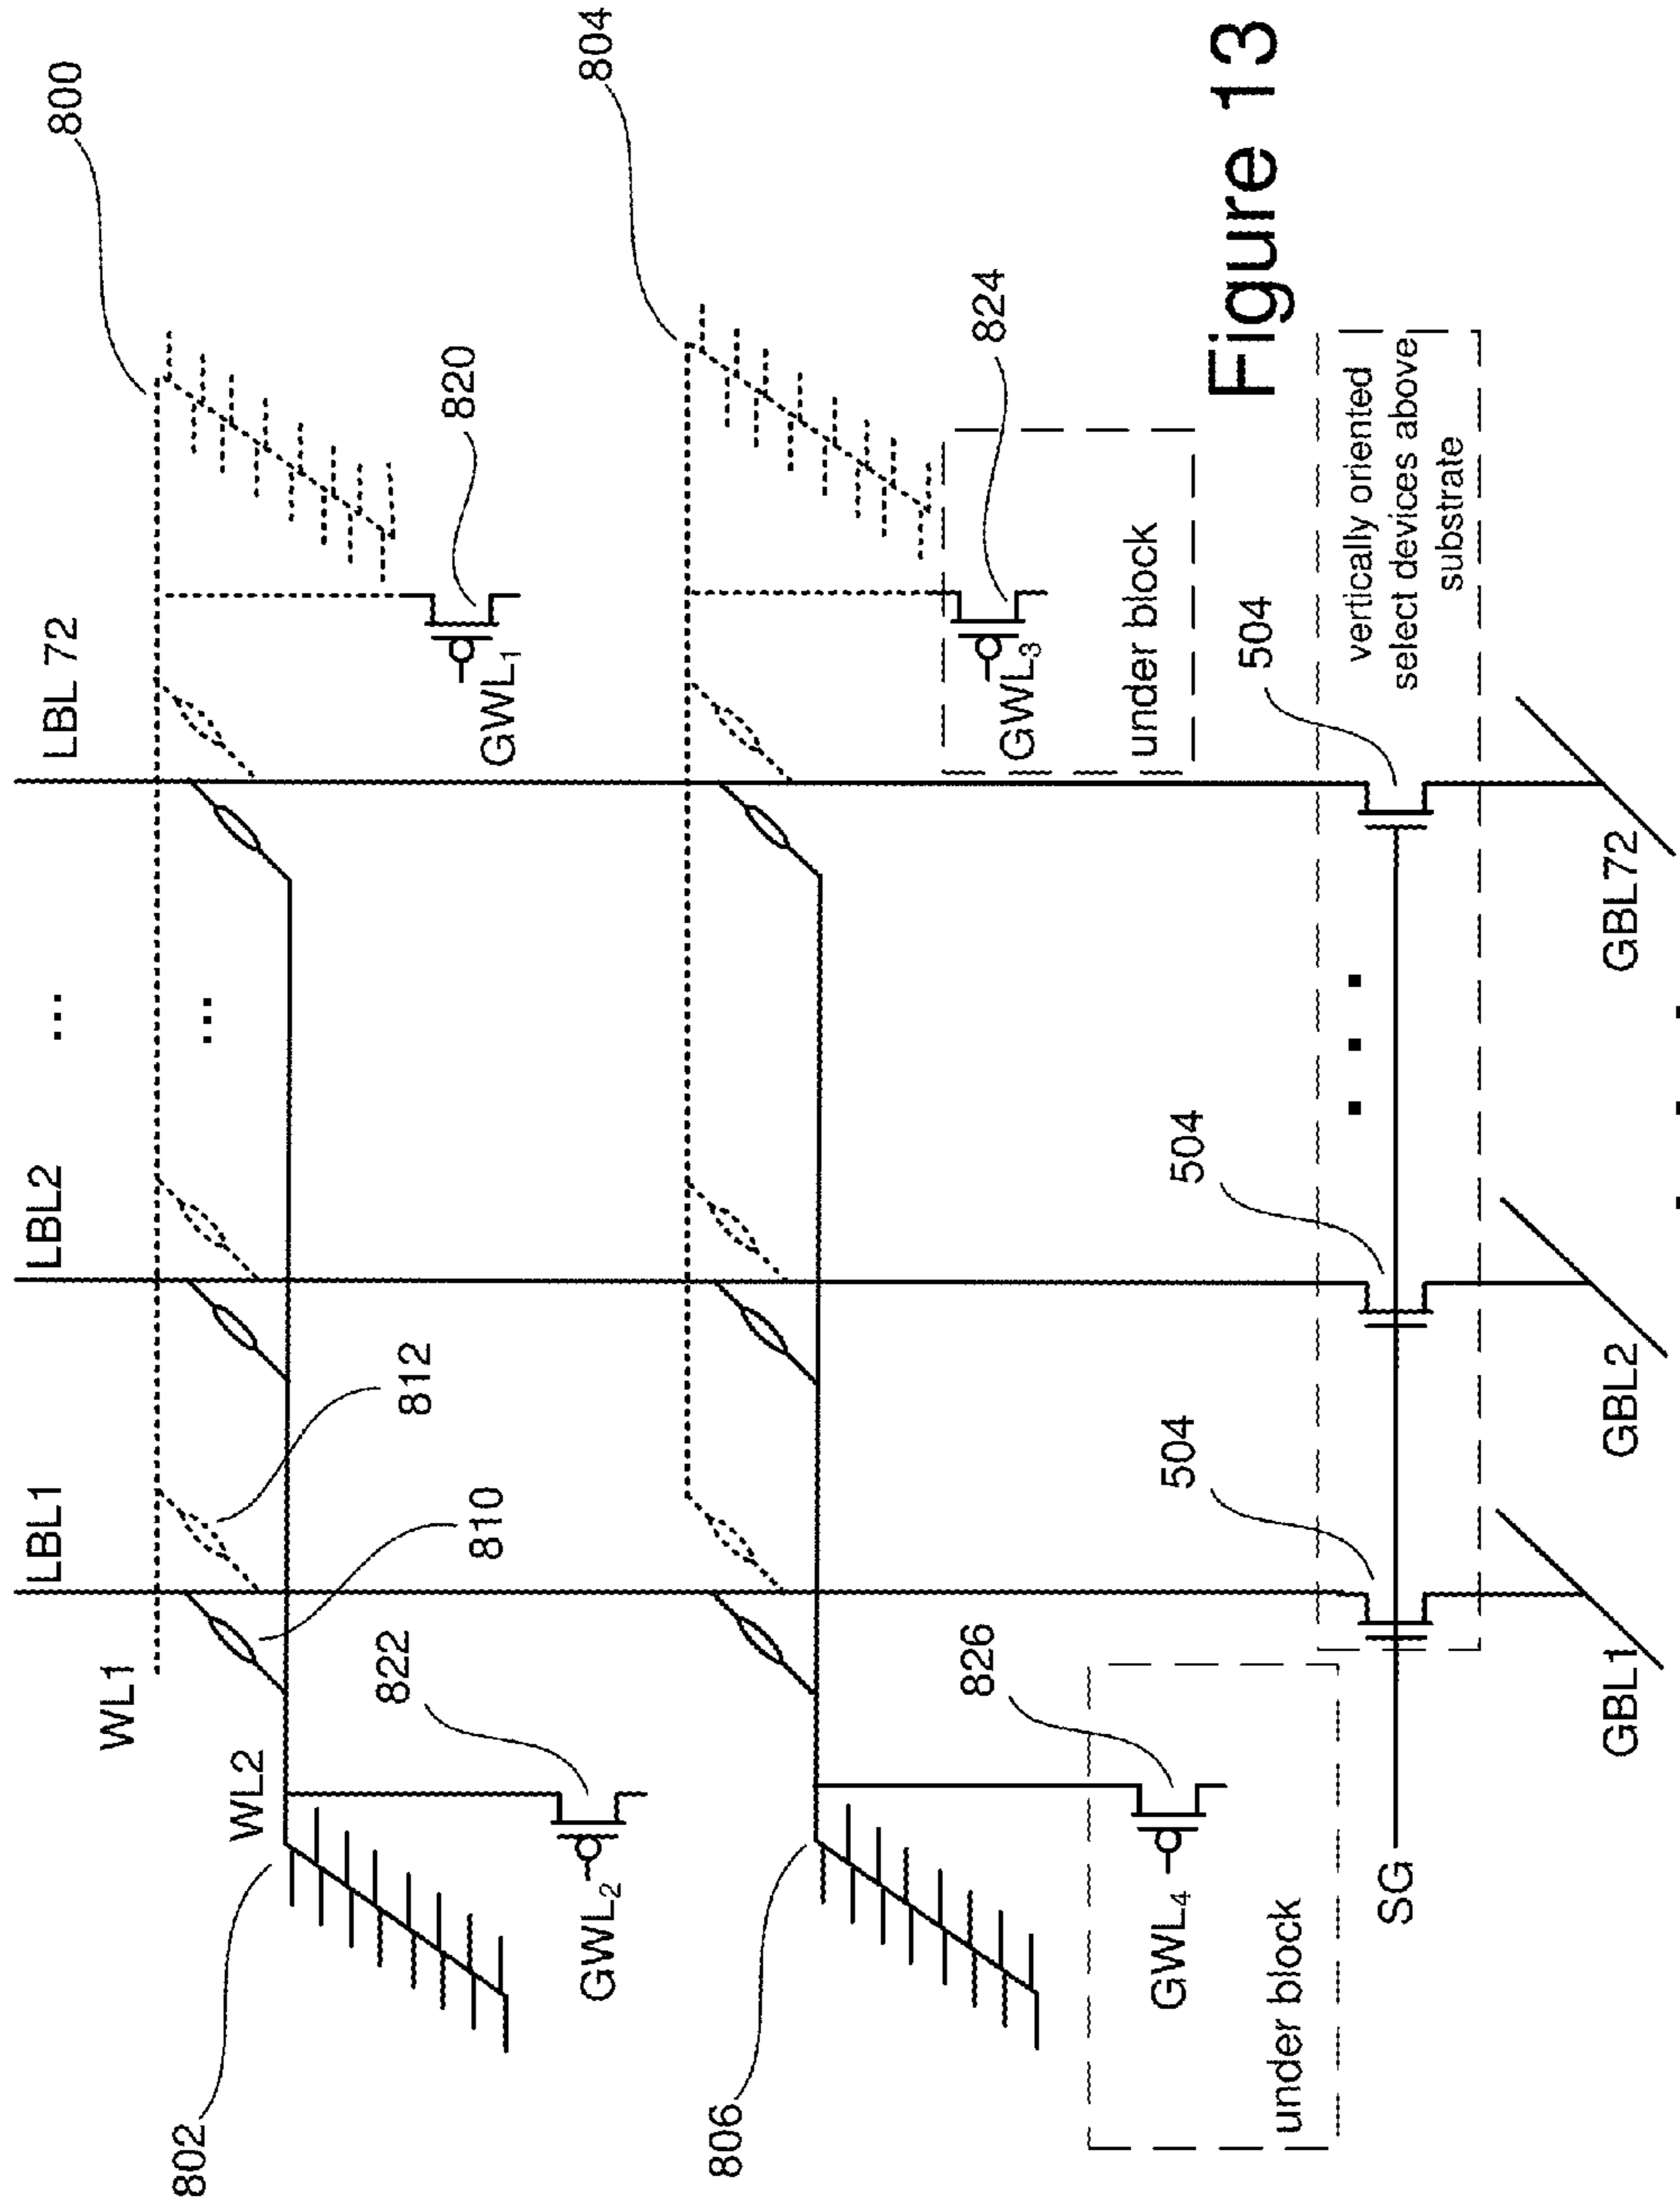 LBL1
LBL2
...
LBL 72
800
WL1
...
812
810
WL2
802
822
GWL2
820
GWL1
804
806
826
GWL4
under block
824
GWL3
under block
504
504
504
vertically oriented
select devices above
substrate
. . .
SG
GBL1
GBL2
GBL72
Figure 13